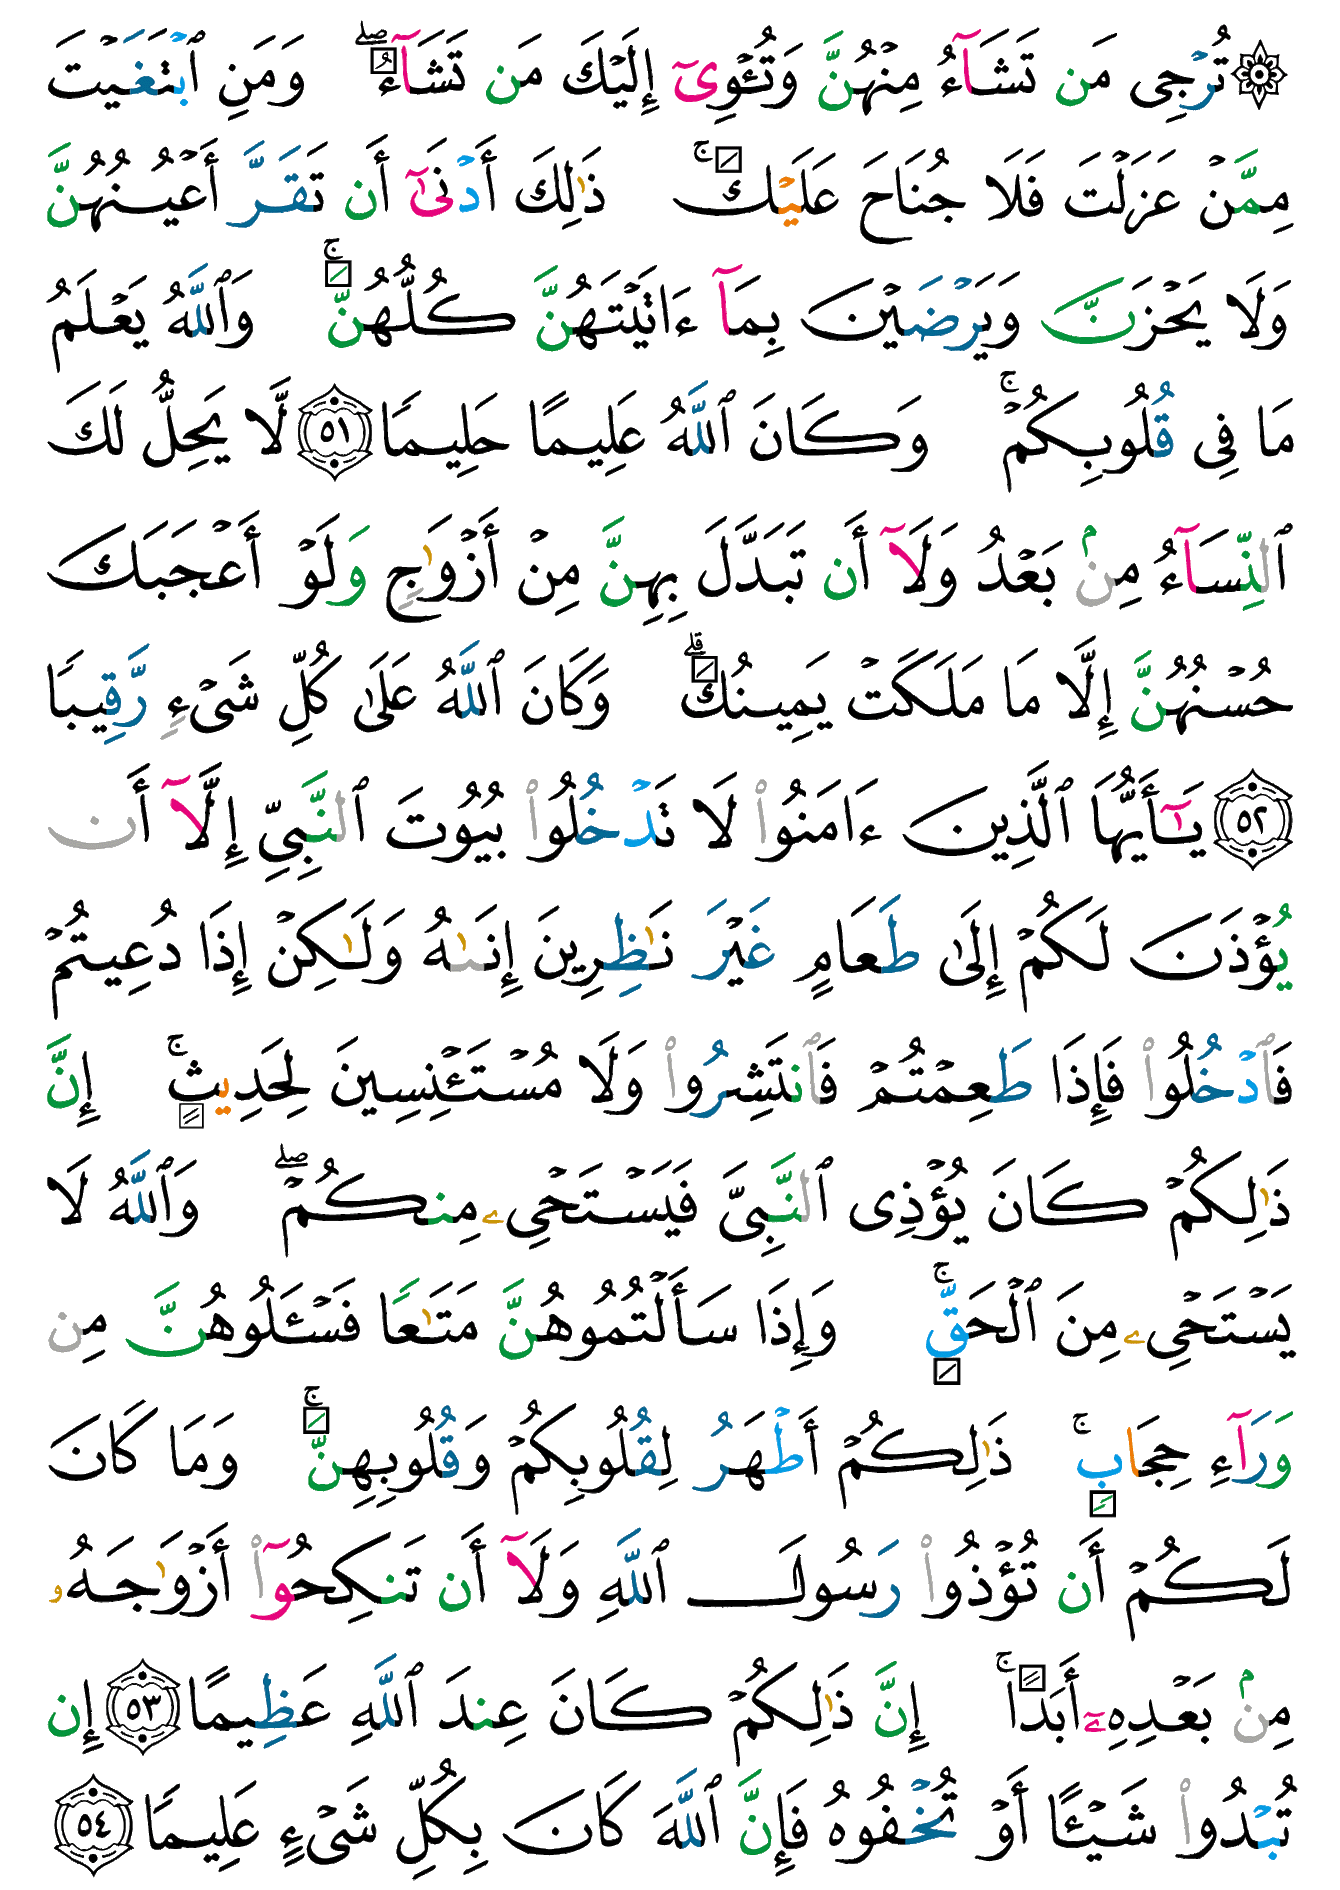 ۞ تُرْجِى مَن تَشَآءُ مِنْهُنَّ وَتُـْٔوِىٓ إِلَيْكَ مَن تَشَآءُ ۖ وَمَنِ ٱبْتَغَيْتَ
مِمَّنْ عَزَلْتَ فَلَا جُنَاحَ عَلَيْكَ ۚ ذَٰلِكَ أَدْنَىٰٓ أَن تَقَرَّ أَعْيُنُهُنَّ
وَلَا يَحْزَنَّ وَيَرْضَيْنَ بِمَآ ءَاتَيْتَهُنَّ كُلُّهُنَّ ۚ وَٱللَّهُ يَعْلَمُ
مَا فِى قُلُوبِكُمْ ۚ وَكَانَ ٱللَّهُ عَلِيمًا حَلِيمًا ٥١ لَّا يَحِلُّ لَكَ
ٱلنِّسَآءُ مِنۢ بَعْدُ وَلَآ أَن تَبَدَّلَ بِهِنَّ مِنْ أَزْوَٰجٍ وَلَوْ أَعْجَبَكَ
حُسْنُهُنَّ إِلَّا مَا مَلَكَتْ يَمِينُكَ ۗ وَكَانَ ٱللَّهُ عَلَىٰ كُلِّ شَىْءٍ رَّقِيبًا
٥٢ يَـٰٓأَيُّهَا ٱلَّذِينَ ءَامَنُوا۟ لَا تَدْخُلُوا۟ بُيُوتَ ٱلنَّبِىِّ إِلَّآ أَن
يُؤْذَنَ لَكُمْ إِلَىٰ طَعَامٍ غَيْرَ نَـٰظِرِينَ إِنَىٰهُ وَلَـٰكِنْ إِذَا دُعِيتُمْ
فَٱدْخُلُوا۟ فَإِذَا طَعِمْتُمْ فَٱنتَشِرُوا۟ وَلَا مُسْتَـْٔنِسِينَ لِحَدِيثٍ ۚ إِنَّ
ذَٰلِكُمْ كَانَ يُؤْذِى ٱلنَّبِىَّ فَيَسْتَحْىِۦ مِنكُمْ ۖ وَٱللَّهُ لَا
يَسْتَحْىِۦ مِنَ ٱلْحَقِّ ۚ وَإِذَا سَأَلْتُمُوهُنَّ مَتَـٰعًا فَسْـَٔلُوهُنَّ مِن
وَرَآءِ حِجَابٍ ۚ ذَٰلِكُمْ أَطْهَرُ لِقُلُوبِكُمْ وَقُلُوبِهِنَّ ۚ وَمَا كَانَ
لَكُمْ أَن تُؤْذُوا۟ رَسُولَ ٱللَّهِ وَلَآ أَن تَنكِحُوٓا۟ أَزْوَٰجَهُۥ
مِنۢ بَعْدِهِۦٓ أَبَدًا ۚ إِنَّ ذَٰلِكُمْ كَانَ عِندَ ٱللَّهِ عَظِيمًا ٥٣ إِن
تُبْدُوا۟ شَيْـًٔا أَوْ تُخْفُوهُ فَإِنَّ ٱللَّهَ كَانَ بِكُلِّ شَىْءٍ عَلِيمًا ٥٤